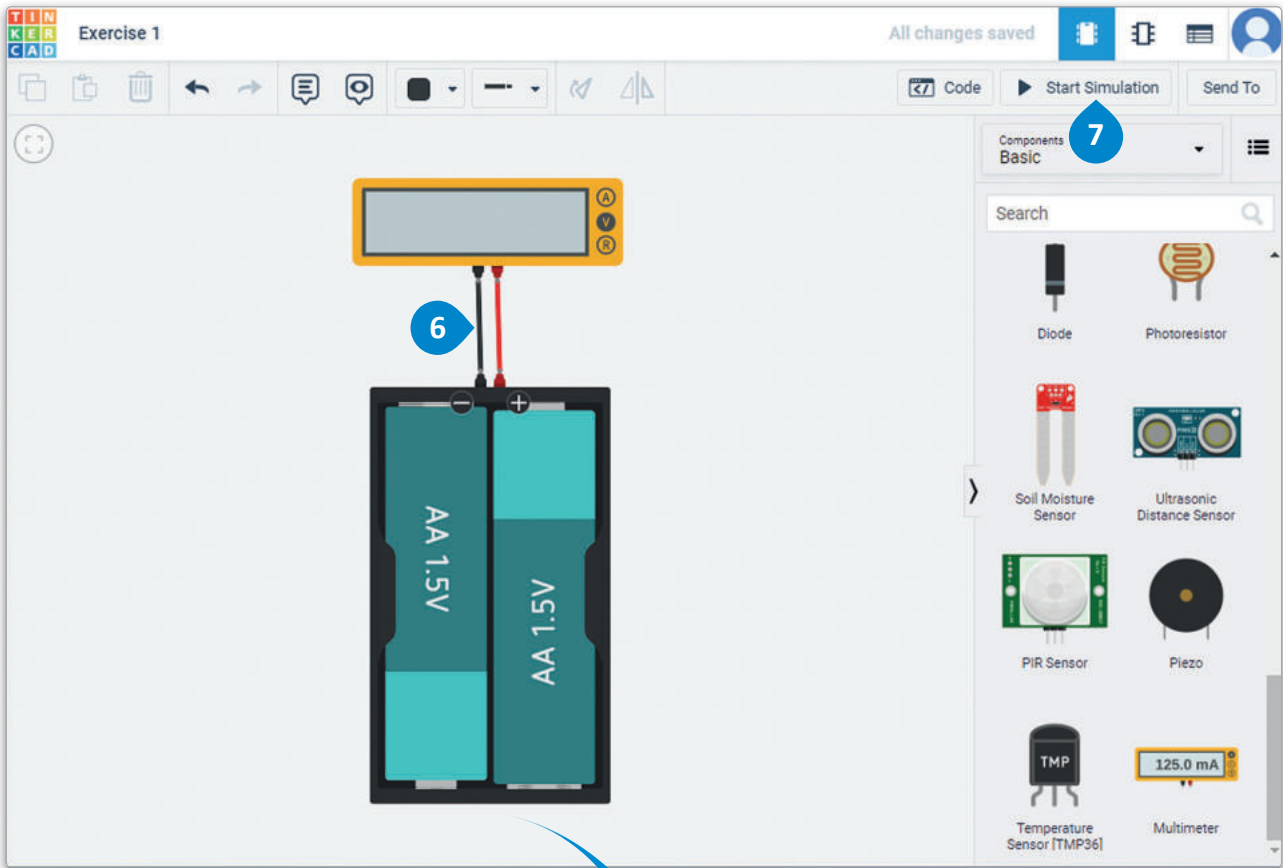 TIN
KER
CAD
Exercise 1
All changes saved
Code
Start Simulation
Send To
7
Components
Basic
Search
A
V
R
6
Diode
Photoresistor
Soil Moisture
Sensor
Ultrasonic
Distance Sensor
AA 1.5V
AA 1.5V
PIR Sensor
Piezo
TMP
125.0 mA
Temperature
Sensor [TMP36]
Multimeter